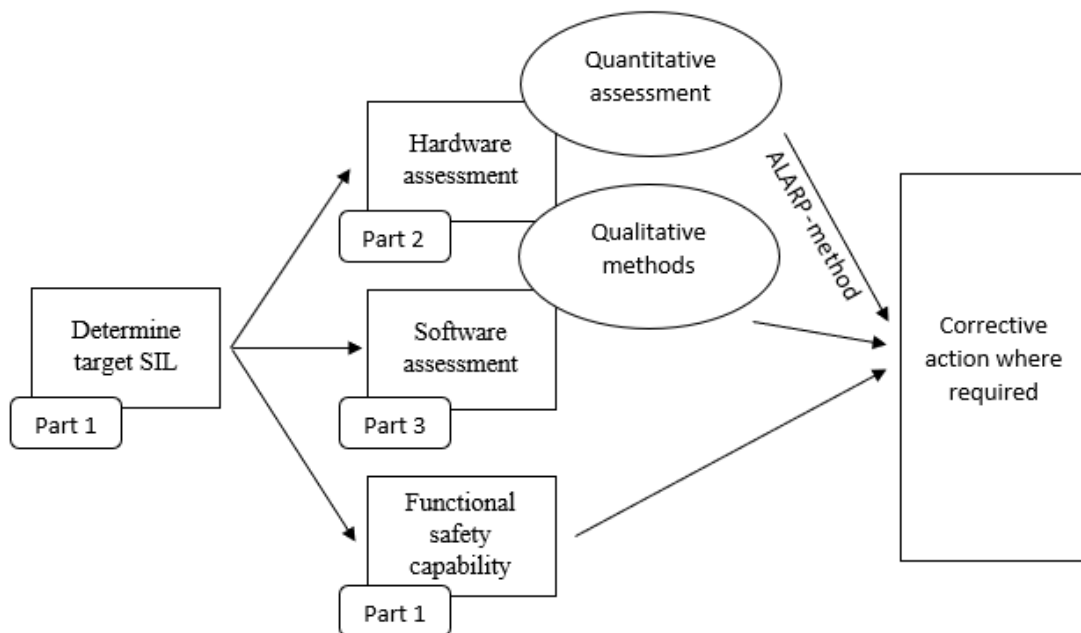 Quantitative
assessment
Hardware
assessment
Part 2
ALARP-method
Qualitative
methods
Determine
target SIL
Part 1
Software
assessment
Part 3
Corrective
action where
required
Functional
safety
capability
Part 1